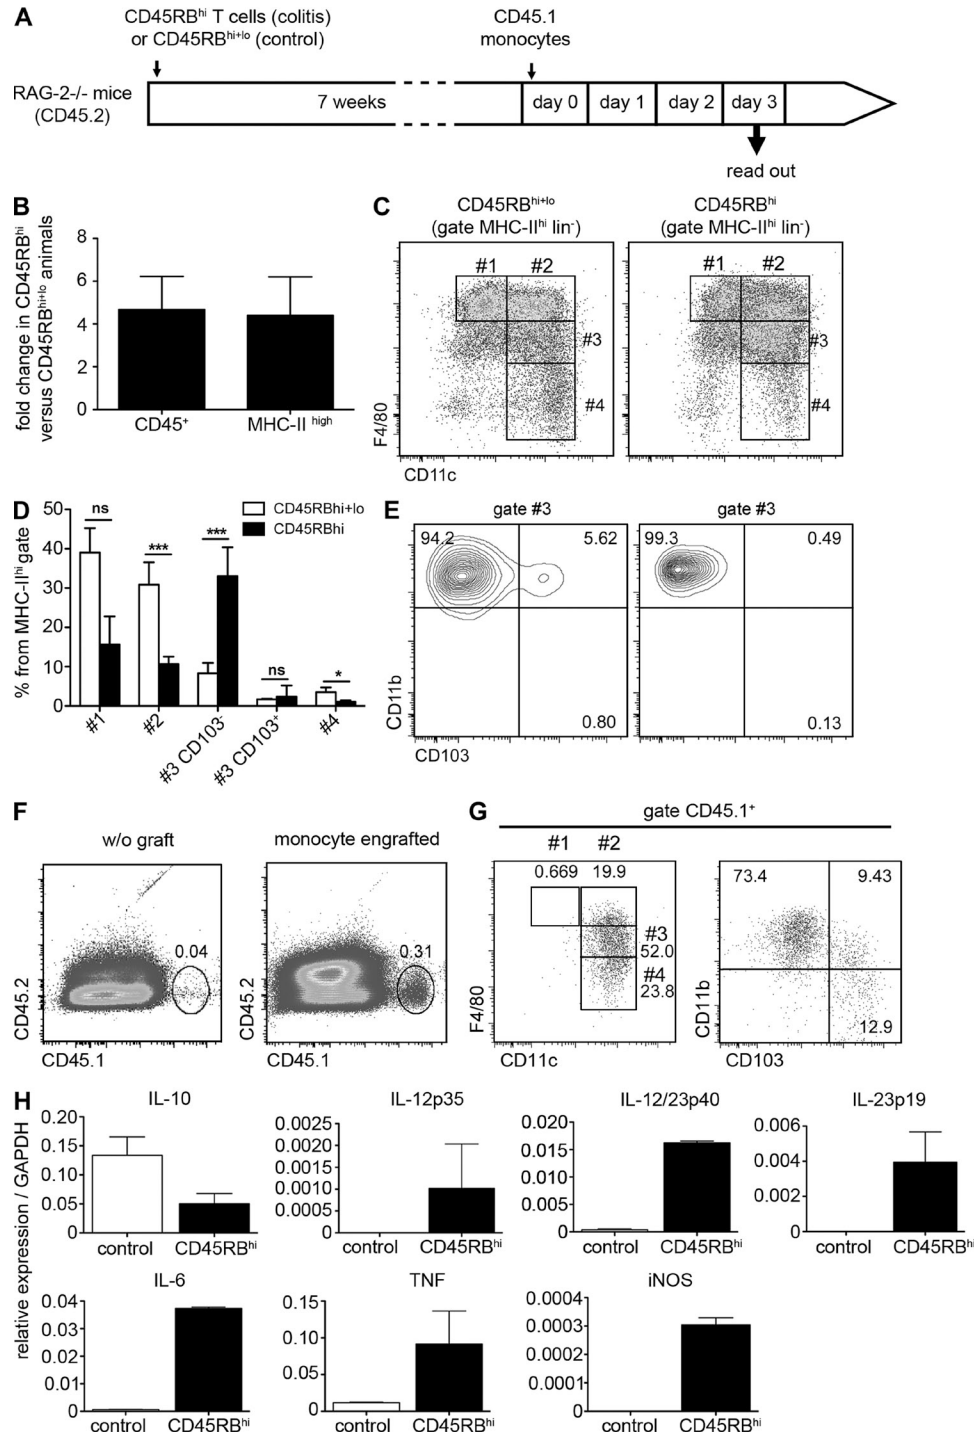 A
CD45RBhi T cells (colitis)
or CD45RBhi+lo (control)
CD45.1
monocytes
RAG-2-/- mice
(CD45.2)
7 weeks
day 0
day 1
day 2
day 3
read out
B
fold change in CD45RBhi
versus CD45RBhi+lo animals
8
6
4
2
0
CD45+
MHC-II high
C
CD45RBhi+lo
(gate MHC-IIhi lin-)
CD45RBhi
(gate MHC-IIhi lin-)
#1
#2
#3
#4
#1
#2
#3
#4
F4/80
CD11c
D
% from MHC-IIhi gate
50
40
30
20
10
0
CD45RBhi+lo
CD45RBhi
ns
***
***
ns
*
#1
#2
#3 CD103-
#3 CD103+
#4
E
gate #3
94.2
5.62
0.80
gate #3
99.3
0.49
0.13
CD11b
CD103
F
w/o graft
monocyte engrafted
0.04
0.31
CD45.2
CD45.1
CD45.2
CD45.1
G
gate CD45.1+
#1
#2
0.669
19.9
#3
52.0
#4
23.8
F4/80
CD11c
73.4
9.43
12.9
CD11b
CD103
H
relative expression / GAPDH
IL-10
0.20
0.15
0.10
0.05
0
control
CD45RBhi
IL-12p35
0.0025
0.0020
0.0015
0.0010
0.0005
0
control
CD45RBhi
IL-12/23p40
0.020
0.015
0.010
0.005
0
control
CD45RBhi
IL-23p19
0.006
0.004
0.002
0
control
CD45RBhi
IL-6
0.04
0.03
0.02
0.01
0
control
CD45RBhi
TNF
0.15
0.10
0.05
0
control
CD45RBhi
iNOS
0.0004
0.0003
0.0002
0.0001
0
control
CD45RBhi